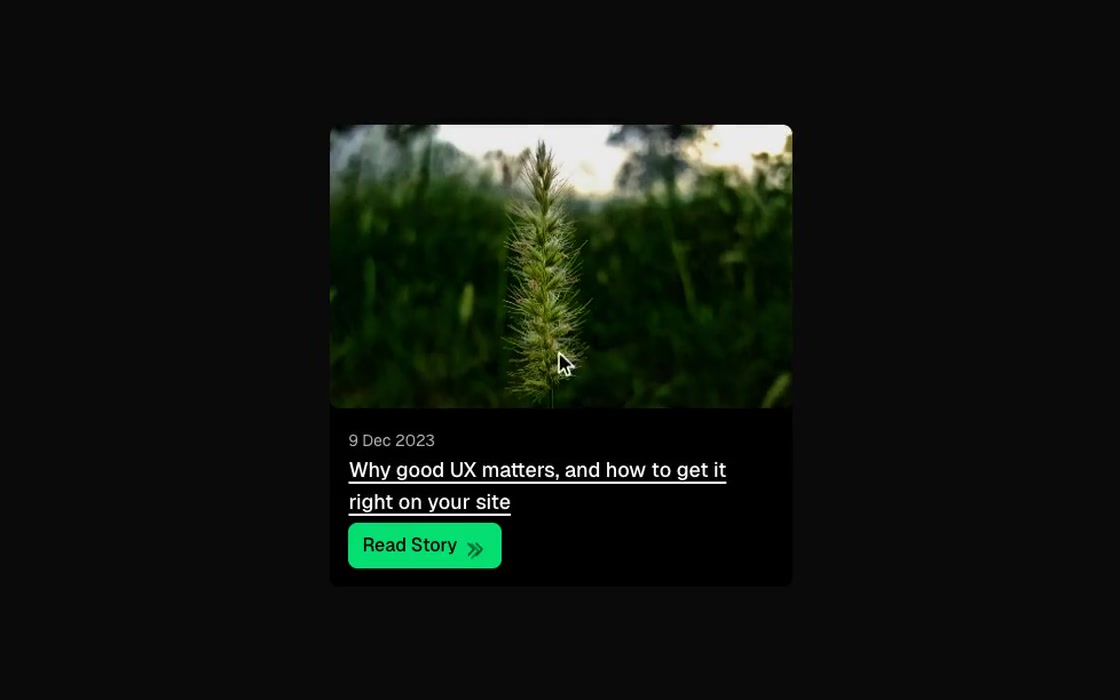 9 Dec 2023
Why good UX matters, and how to get it
right on your site
Read Story